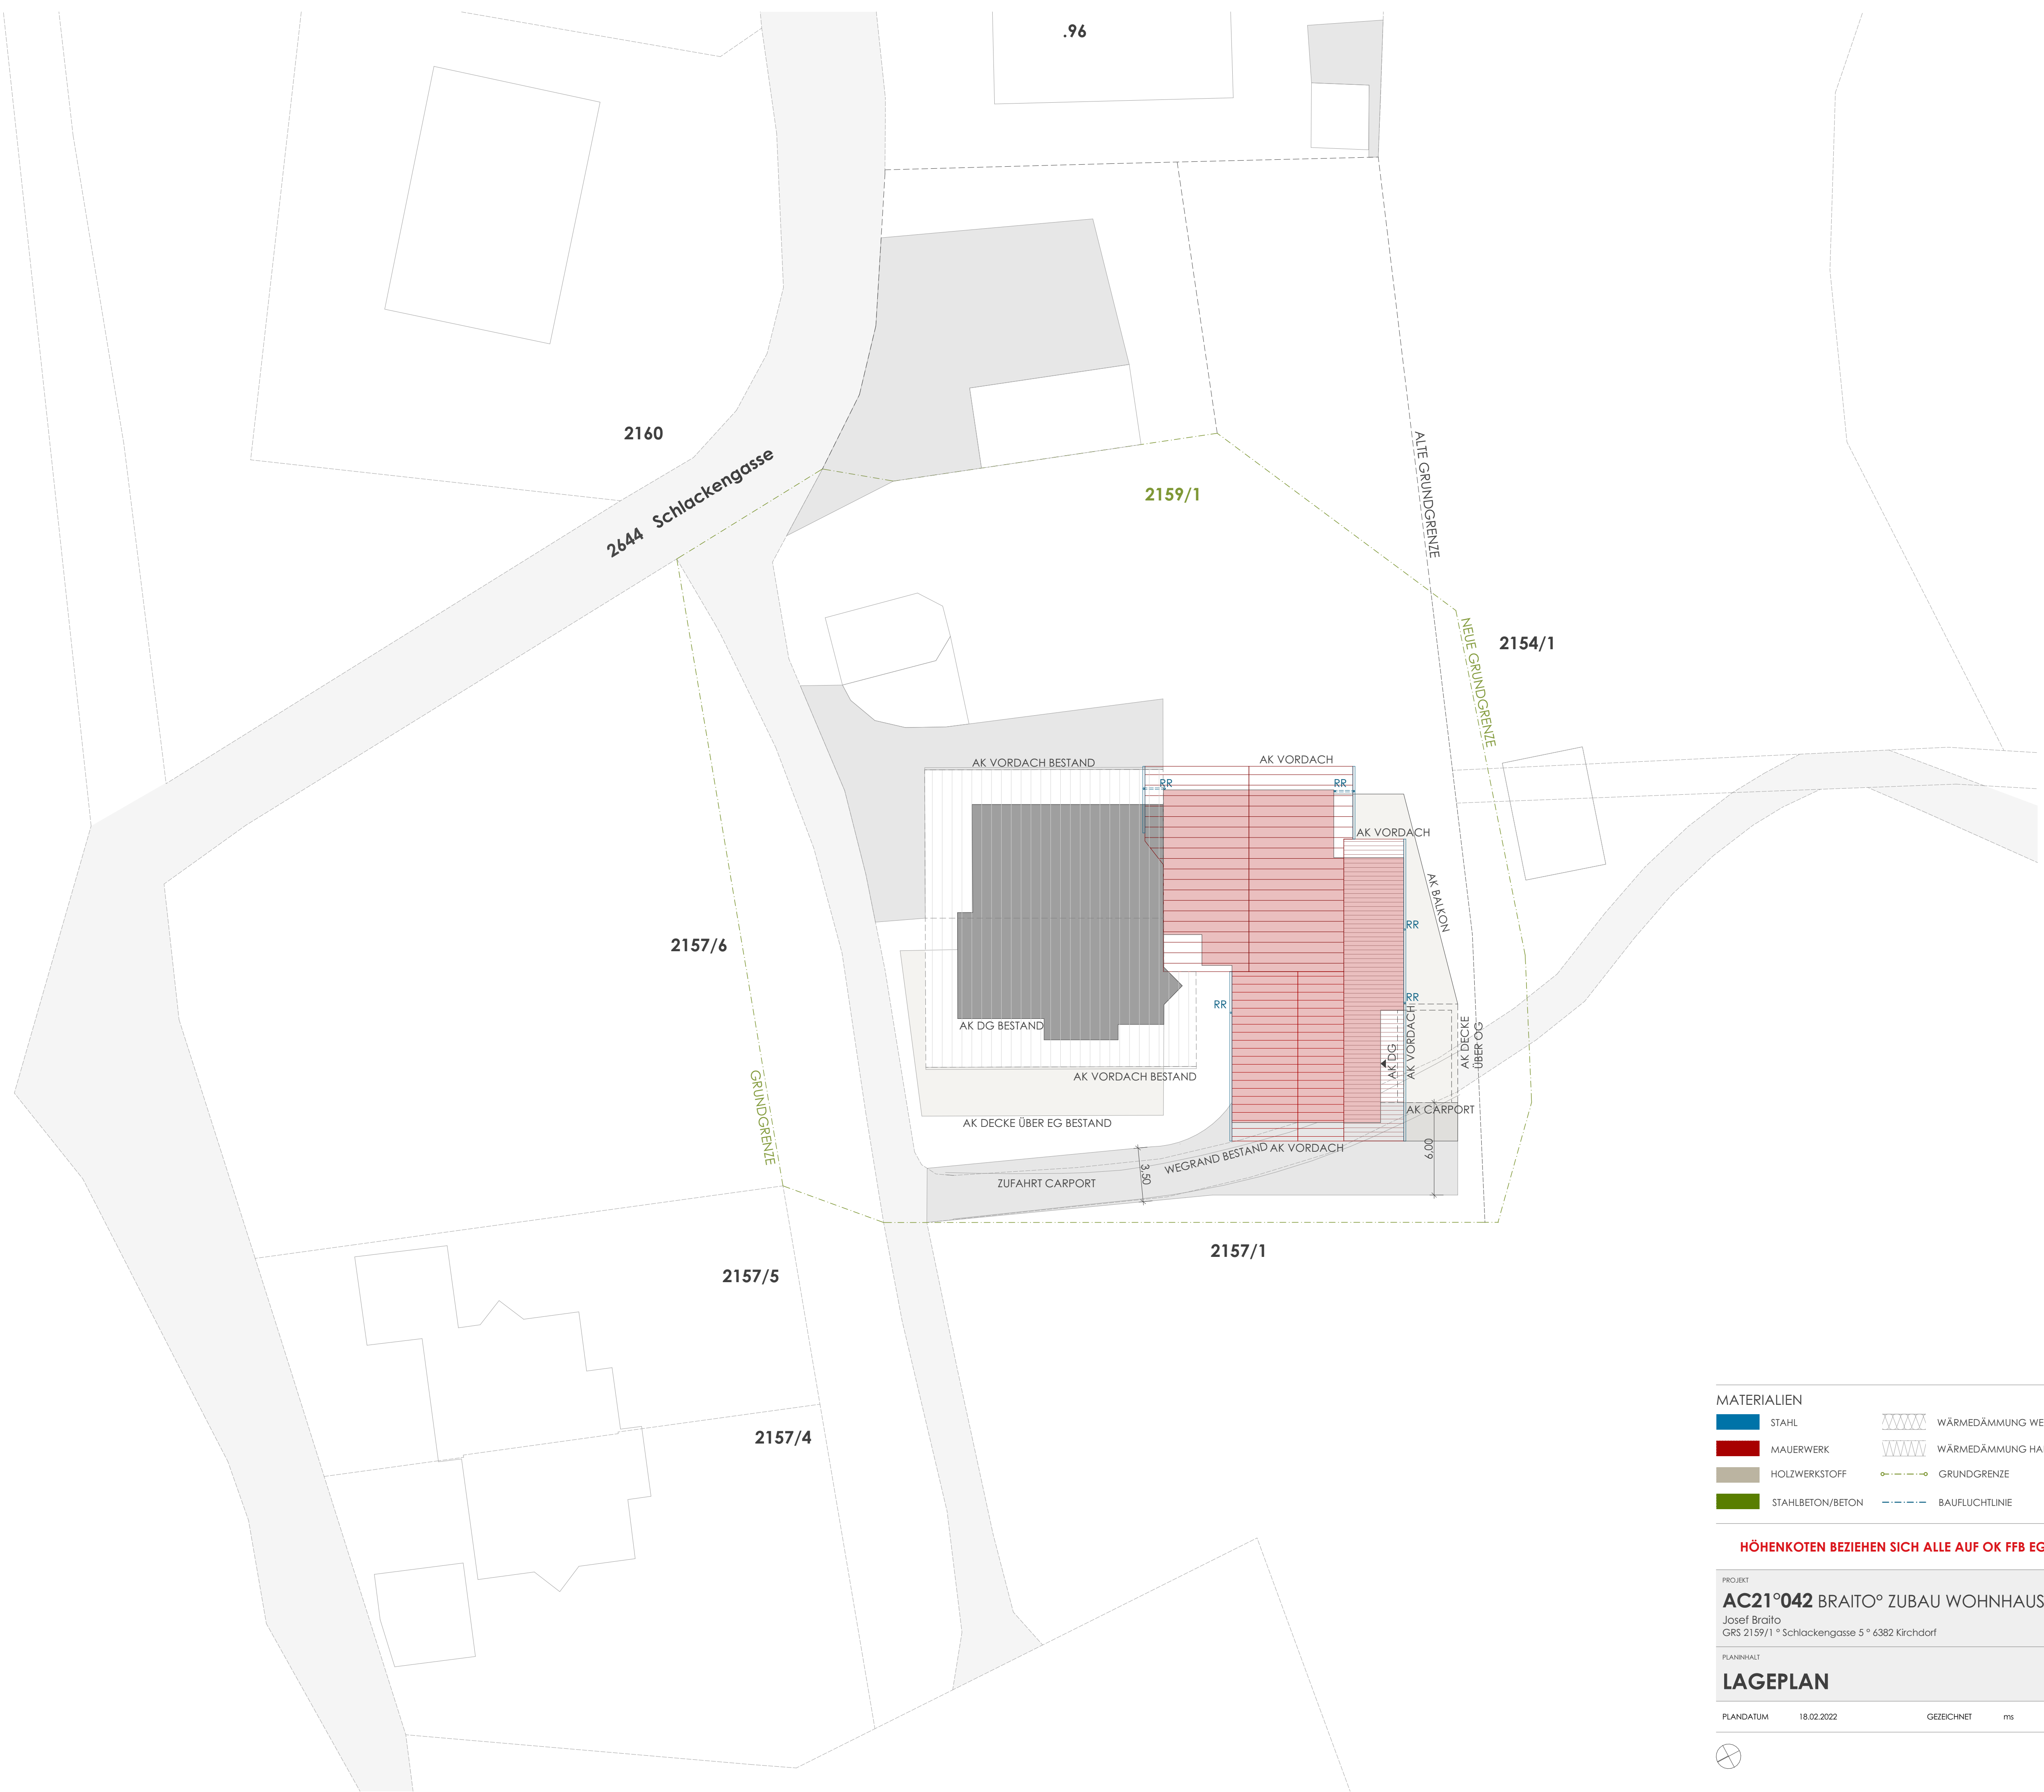 .96
2160
2644 Schlackengasse
2159/1
ALTE GRUNDGRENZE
NEUE GRUNDGRENZE
2154/1
AK VORDACH BESTAND
AK VORDACH
RR
RR
AK VORDACH
AK BALKON
RR
2157/6
RR
RR
AK DG BESTAND
AK DG
AK VORDACH
AK DECKE
ÜBER OG
AK VORDACH BESTAND
GRUNDGRENZE
AK CARPORT
AK DECKE ÜBER EG BESTAND
WEGRAND BESTAND
AK VORDACH
6.00
3.50
ZUFAHRT CARPORT
2157/1
2157/5
2157/4
MATERIALIEN
STAHL
WÄRMEDÄMMUNG WE
MAUERWERK
WÄRMEDÄMMUNG HA
HOLZWERKSTOFF
GRUNDGRENZE
STAHLBETON/BETON
BAUFLUCHTLINIE
HÖHENKOTEN BEZIEHEN SICH ALLE AUF OK FFB EG
PROJEKT
AC21°042 BRAITO° ZUBAU WOHNHAUS
Josef Braito
GRS 2159/1 ° Schlackengasse 5 ° 6382 Kirchdorf
PLANINHALT
LAGEPLAN
PLANDATUM 18.02.2022 GEZEICHNET ms